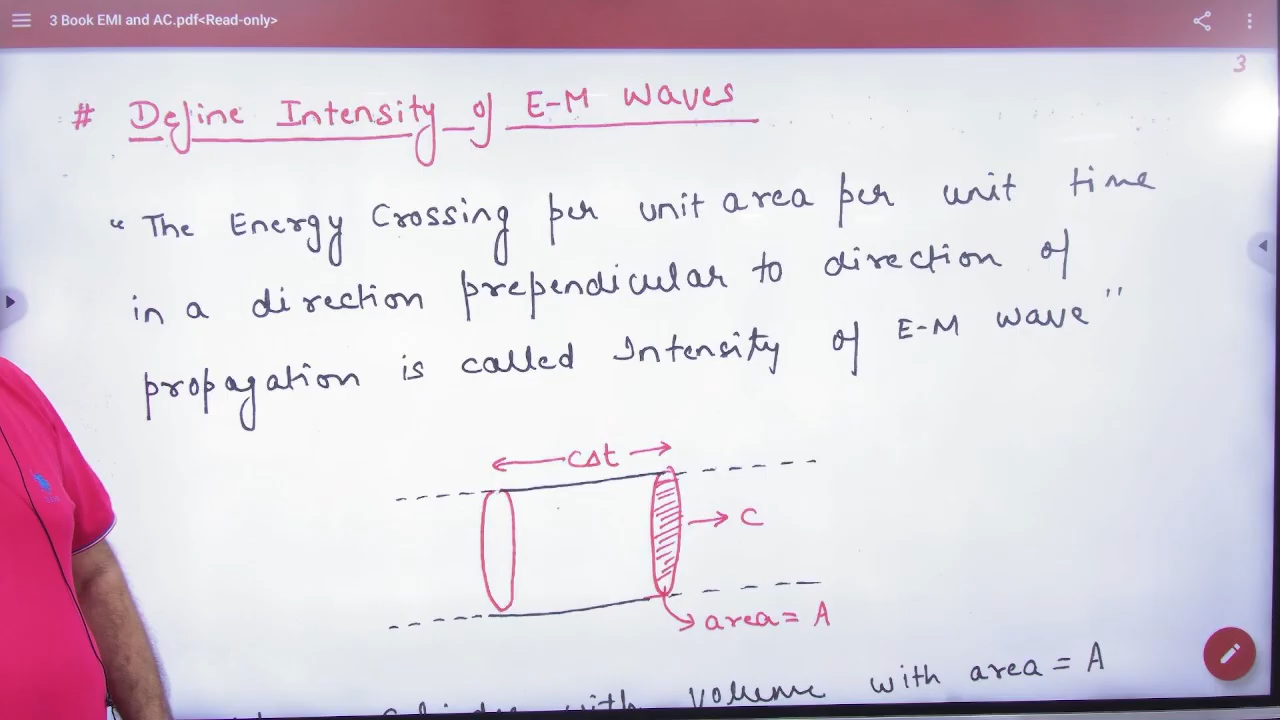 3 Book EMI and AC.pdf<Read-only>
3
# Define Intensity of E-M Waves
“ The Energy Crossing per unit area per unit time
in a direction prependicular to direction of
propagation is called Intensity of E-M wave ”
cΔt
→ c
area = A
with volume with area = A